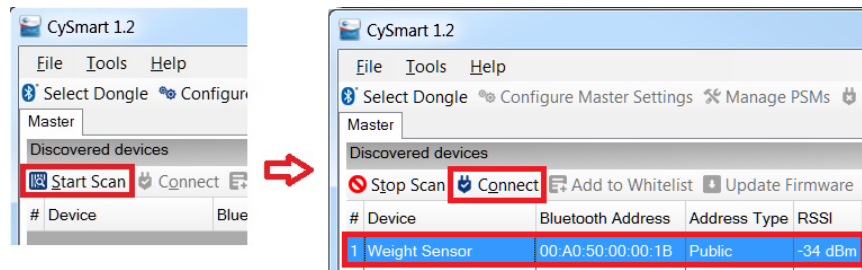 CySmart 1.2
File Tools Help
Select Dongle Configur
Master
Discovered devices
Start Scan Connect
# Device Blue
CySmart 1.2
File Tools Help
Select Dongle Configure Master Settings Manage PSMs
Master
Discovered devices
Stop Scan Connect Add to Whitelist Update Firmware
# Device Bluetooth Address Address Type RSSI
1 Weight Sensor 00:A0:50:00:00:1B Public -34 dBm